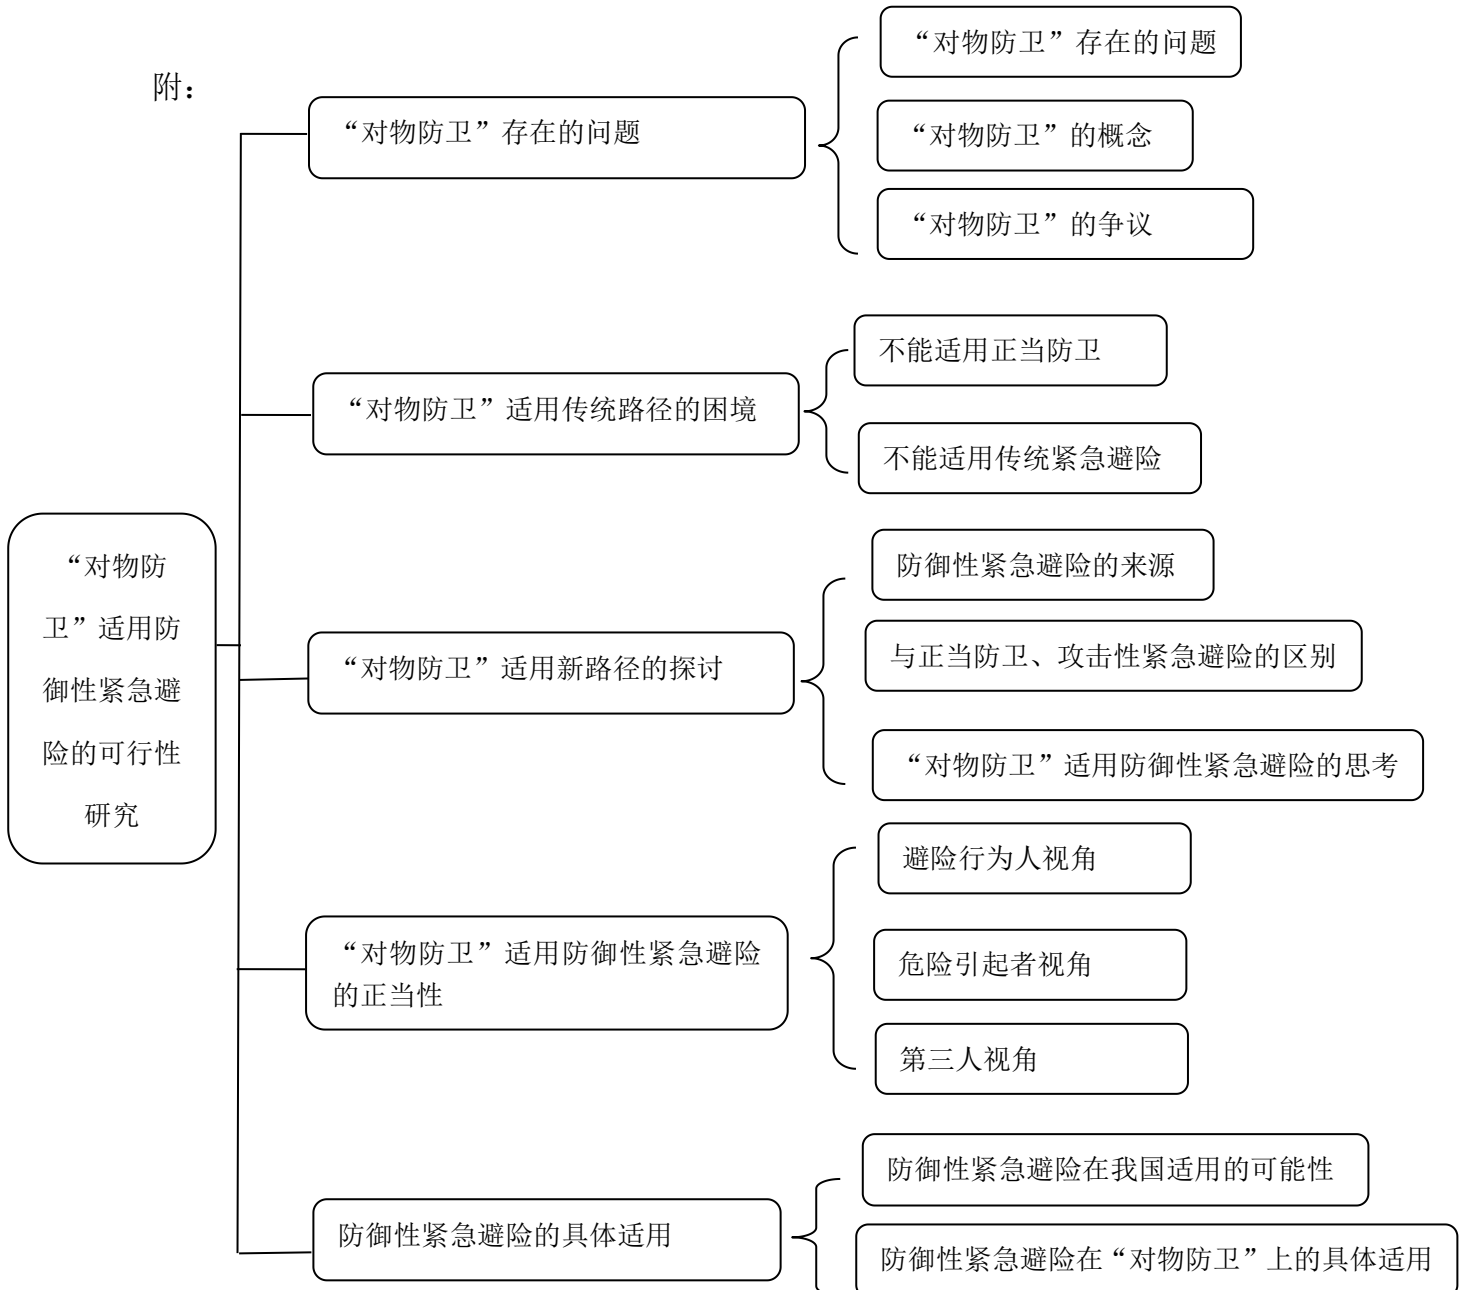 附：
“对物防
卫”适用防
御性紧急避
险的可行性
研究
“对物防卫”存在的问题
“对物防卫”存在的问题
“对物防卫”的概念
“对物防卫”的争议
“对物防卫”适用传统路径的困境
不能适用正当防卫
不能适用传统紧急避险
“对物防卫”适用新路径的探讨
防御性紧急避险的来源
与正当防卫、攻击性紧急避险的区别
“对物防卫”适用防御性紧急避险的思考
“对物防卫”适用防御性紧急避险
的正当性
避险行为人视角
危险引起者视角
第三人视角
防御性紧急避险的具体适用
防御性紧急避险在我国适用的可能性
防御性紧急避险在“对物防卫”上的具体适用